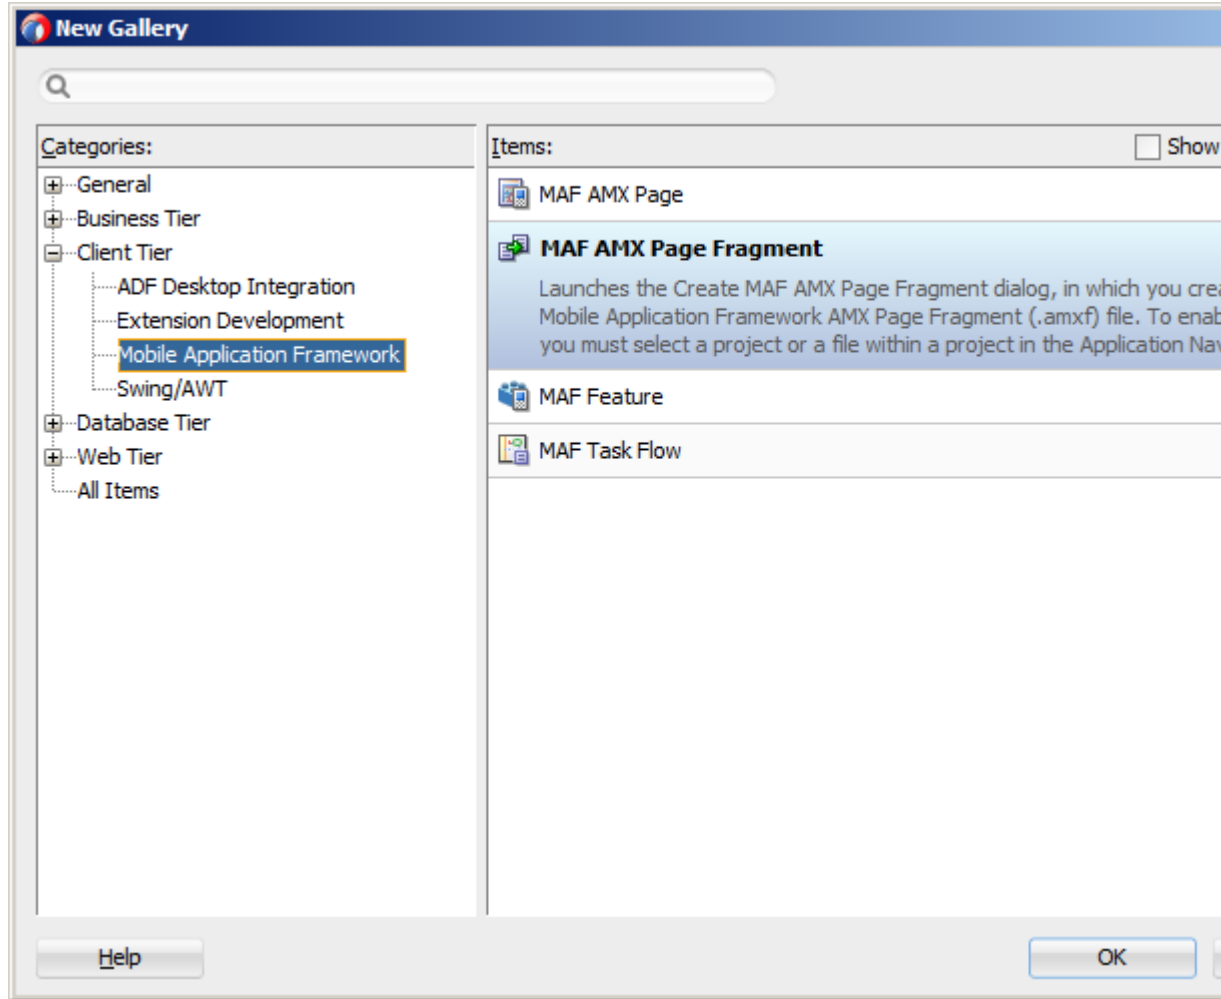 New Gallery
Categories:
General
Business Tier
Client Tier
ADF Desktop Integration
Extension Development
Mobile Application Framework
Swing/AWT
Database Tier
Web Tier
All Items
Items:
Show
MAF AMX Page
MAF AMX Page Fragment
Launches the Create MAF AMX Page Fragment dialog, in which you
Mobile Application Framework AMX Page Fragment (.amxf) file. To
you must select a project or a file within a project in the Application
MAF Feature
MAF Task Flow
Help
OK